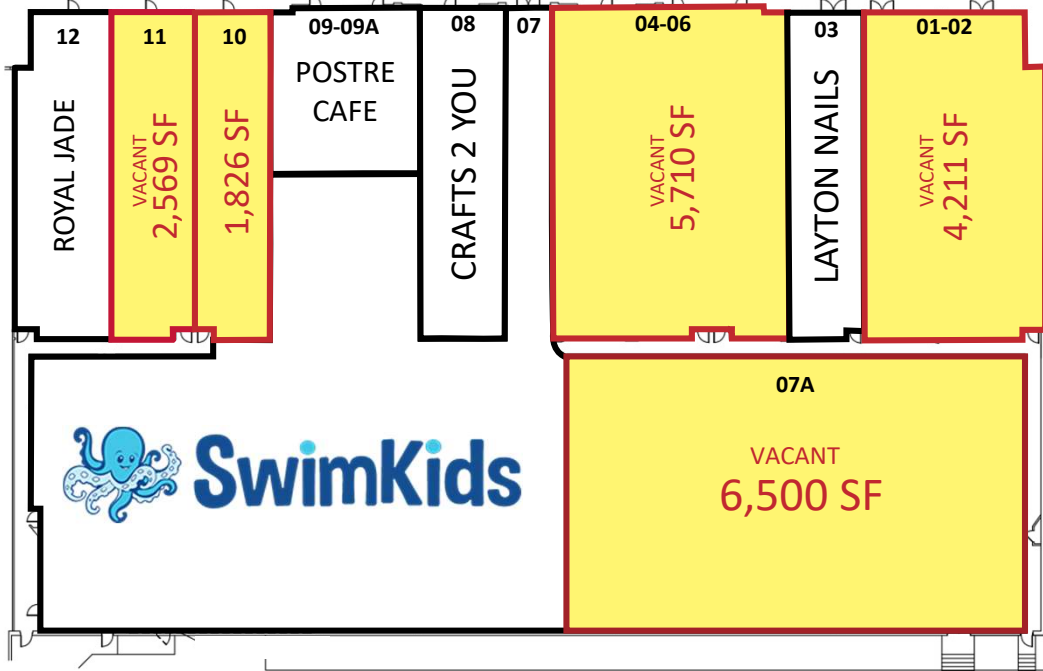 12
ROYAL JADE
11
VACANT
2,569 SF
10
1,826 SF
09-09A
POSTRE
CAFE
08
CRAFTS 2 YOU
07
04-06
VACANT
5,710 SF
03
LAYTON NAILS
01-02
VACANT
4,211 SF
SwimKids
07A
VACANT
6,500 SF